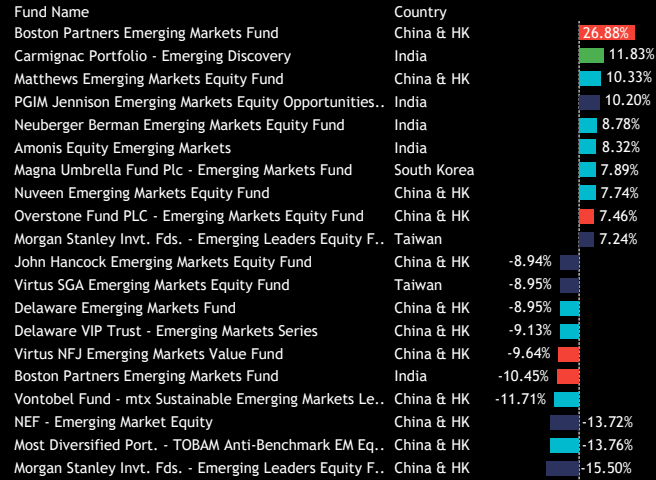 Fund Name Country
Boston Partners Emerging Markets Fund China & HK 26.88%
Carmignac Portfolio - Emerging Discovery India 11.83%
Matthews Emerging Markets Equity Fund China & HK 10.33%
PGIM Jennison Emerging Markets Equity Opportunities.. India 10.20%
Neuberger Berman Emerging Markets Equity Fund India 8.78%
Amonis Equity Emerging Markets India 8.32%
Magna Umbrella Fund Plc - Emerging Markets Fund South Korea 7.89%
Nuveen Emerging Markets Equity Fund China & HK 7.74%
Overstone Fund PLC - Emerging Markets Equity Fund China & HK 7.46%
Morgan Stanley Invt. Fds. - Emerging Leaders Equity F.. Taiwan 7.24%
John Hancock Emerging Markets Equity Fund China & HK -8.94%
Virtus SGA Emerging Markets Equity Fund Taiwan -8.95%
Delaware Emerging Markets Fund China & HK -8.95%
Delaware VIP Trust - Emerging Markets Series China & HK -9.13%
Virtus NFJ Emerging Markets Value Fund China & HK -9.64%
Boston Partners Emerging Markets Fund India -10.45%
Vontobel Fund - mtx Sustainable Emerging Markets Le.. China & HK -11.71%
NEF - Emerging Market Equity China & HK -13.72%
Most Diversified Port. - TOBAM Anti-Benchmark EM Eq.. China & HK -13.76%
Morgan Stanley Invt. Fds. - Emerging Leaders Equity F.. China & HK -15.50%